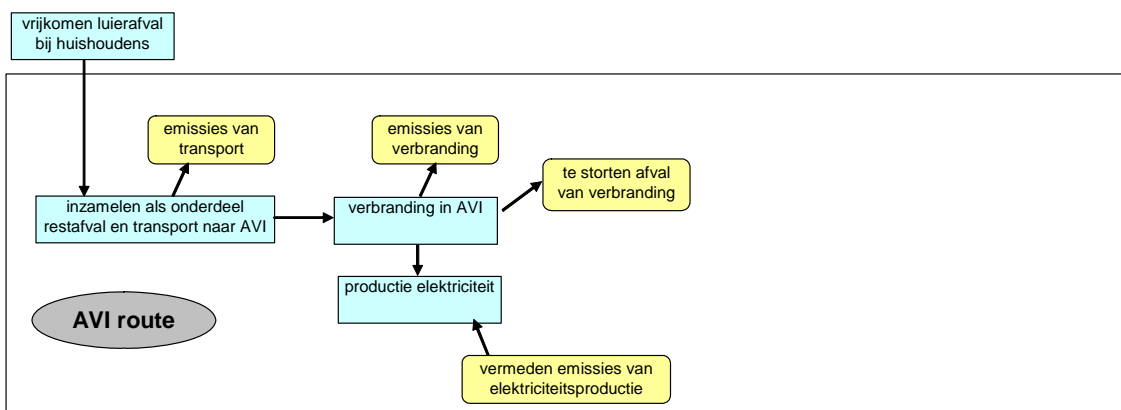 vrijkomen luierafval
bij huishoudens
emissies van
transport
emissies van
verbranding
te storten afval
van verbranding
inzamelen als onderdeel
restafval en transport naar AVI
verbranding in AVI
productie elektriciteit
AVI route
vermeden emissies van
elektriciteitsproductie